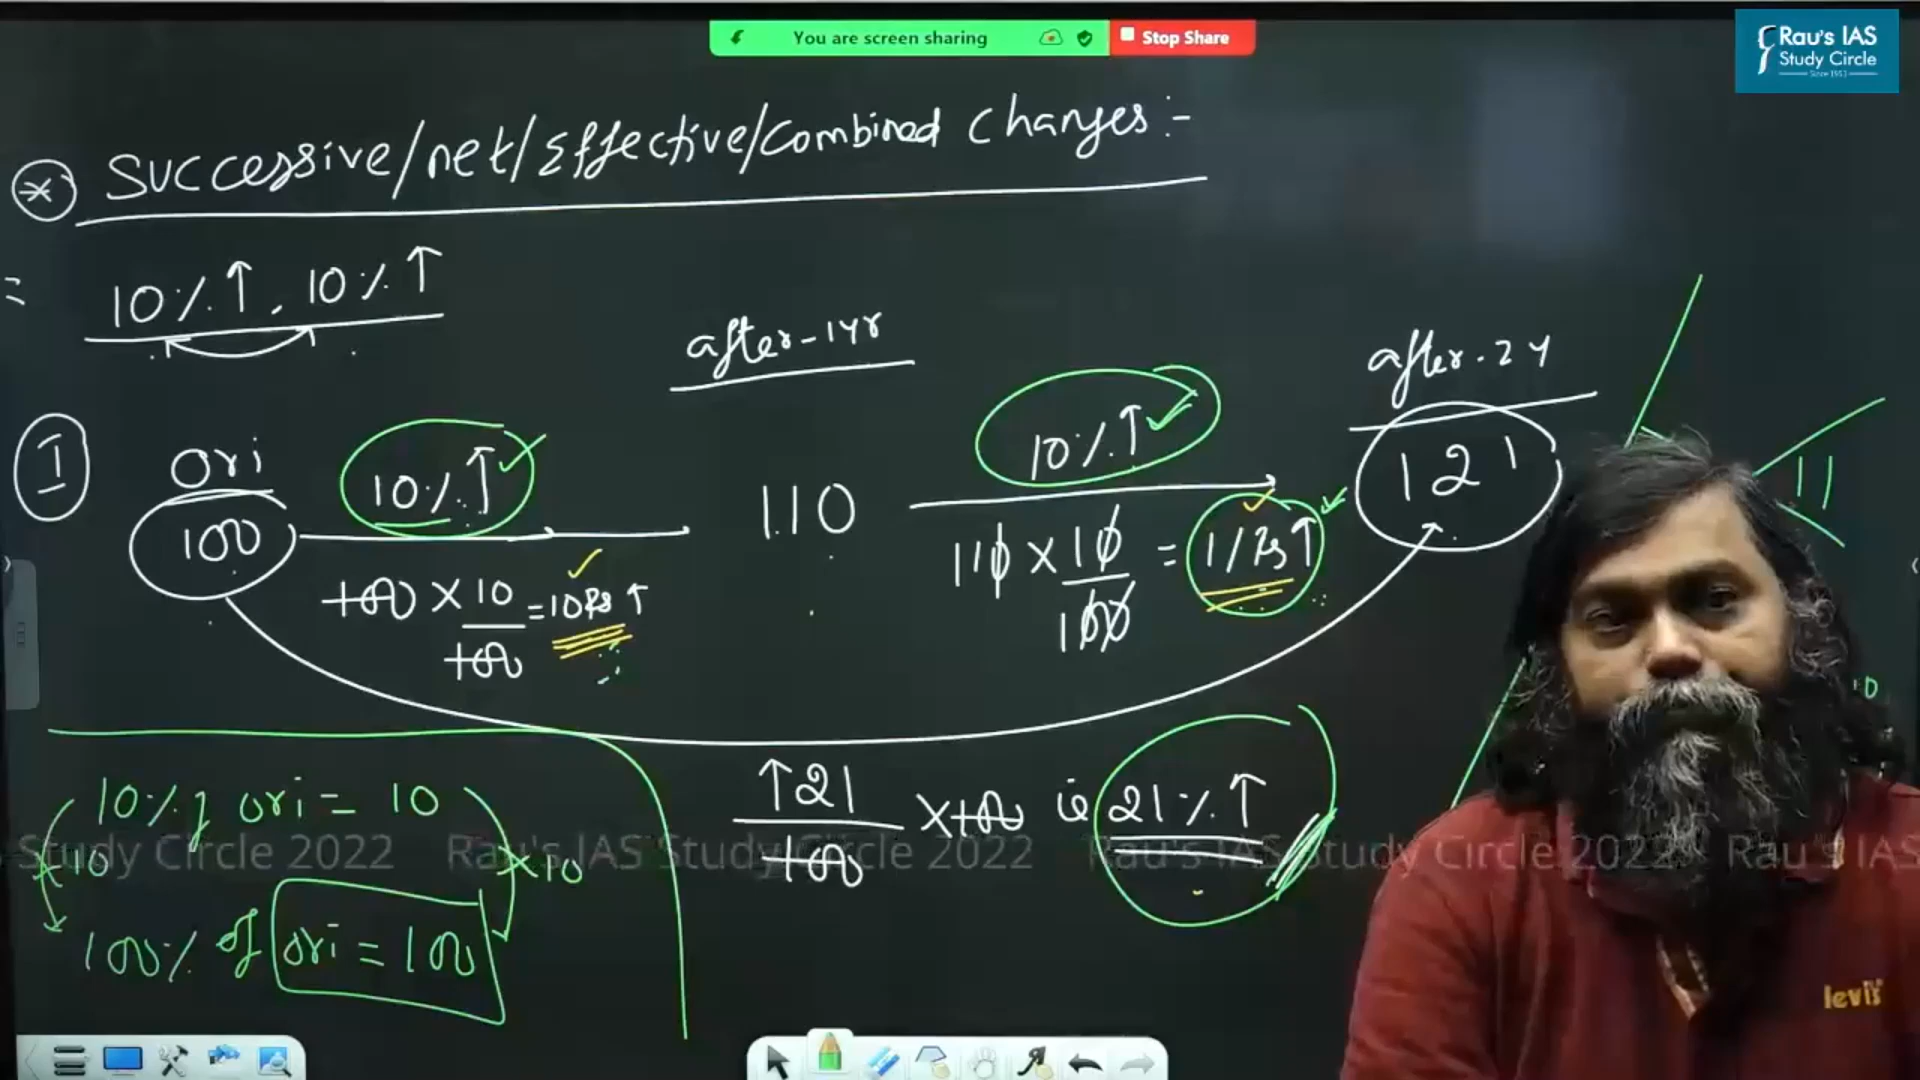 You are screen sharing Stop Share
Rau's IAS
Study Circle
Since 1953
* Successive/net/Effective/combined changes:-
= 10%↑, 10%↑
after-1yr
after-2y
I
ori
100
10%↑ ✓
100 × 10/100 = 10Rs ↑
110
10%↑ ✓
110 × 10/100 = 11Rs↑
121
11
10% of ori = 10
×10 ×10
100% of ori = 100
↑21/100 ×100 is 21%↑
Study Circle 2022 Rau's IAS Study Circle 2022 Rau's IAS Study Circle 2022 Rau's IAS
levi's